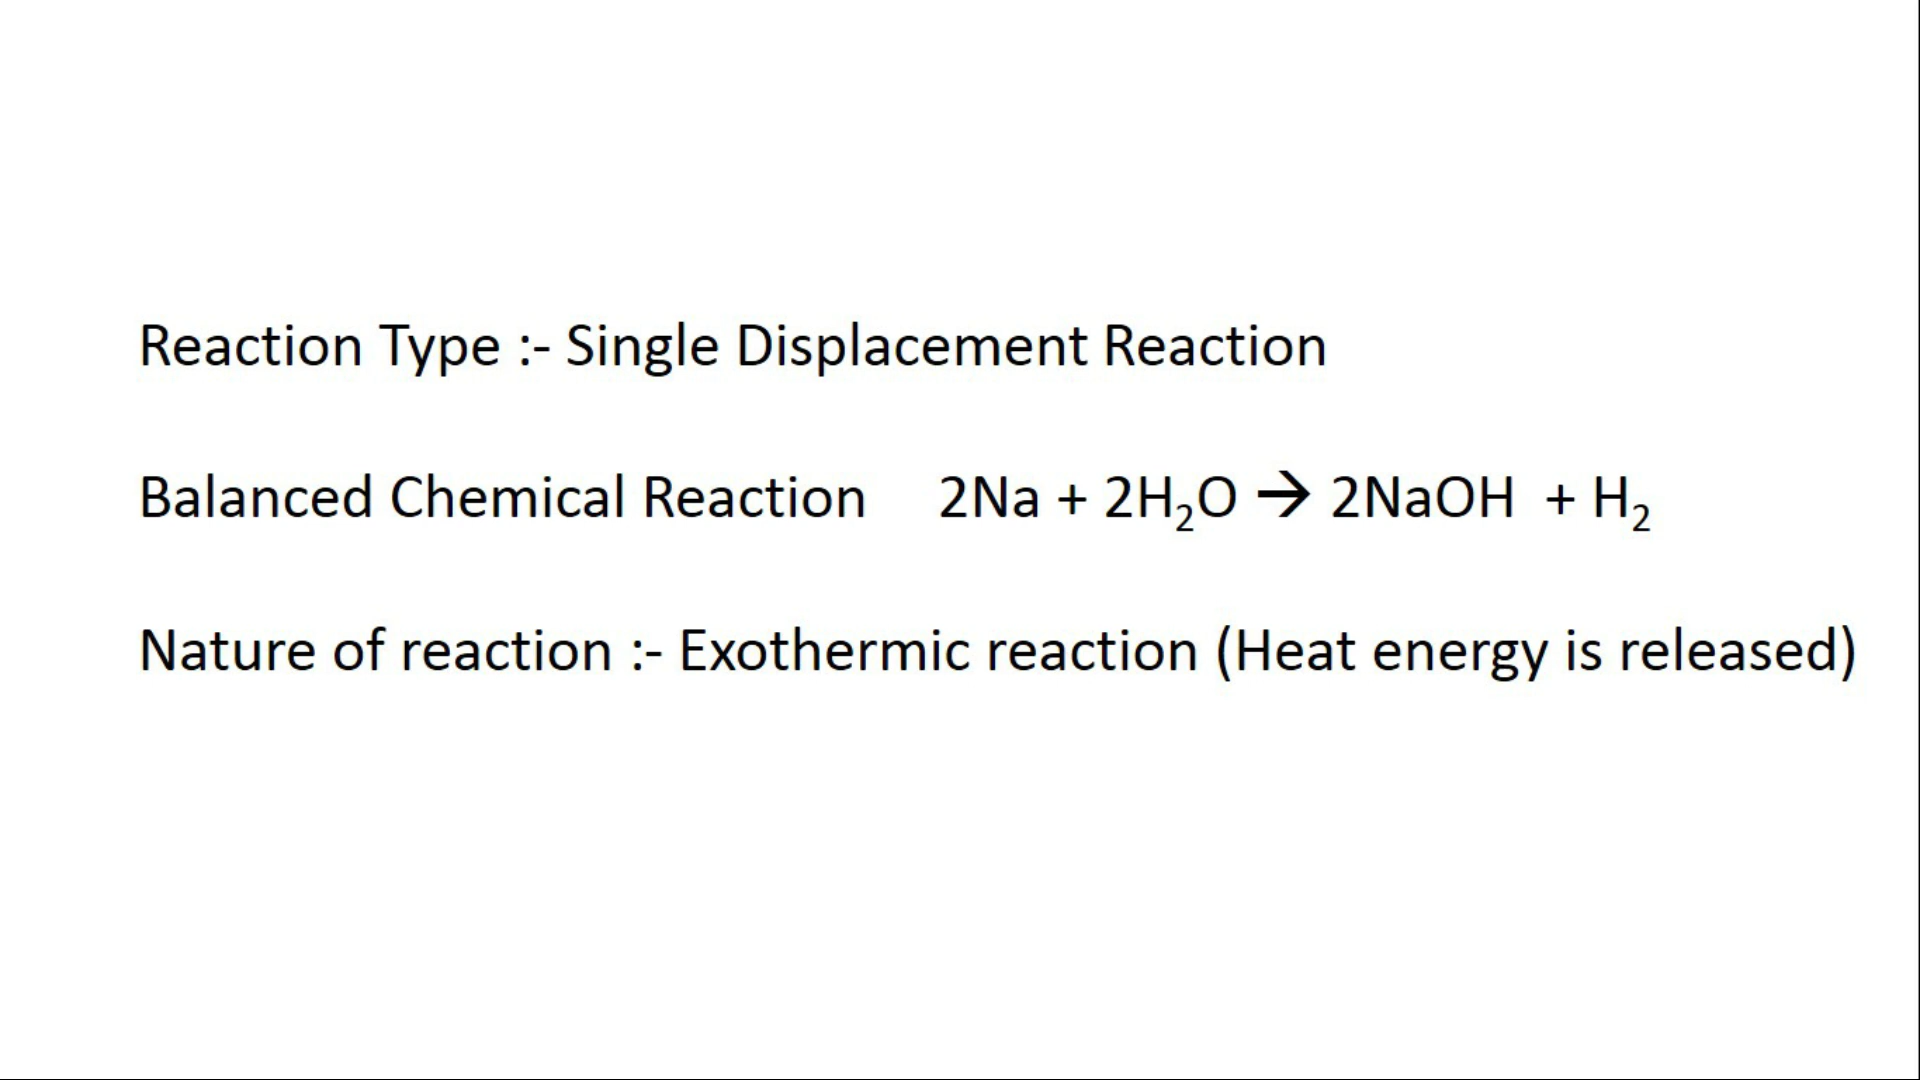 Reaction Type :- Single Displacement Reaction
Balanced Chemical Reaction 2Na + 2H₂O → 2NaOH + H₂
Nature of reaction :- Exothermic reaction (Heat energy is released)